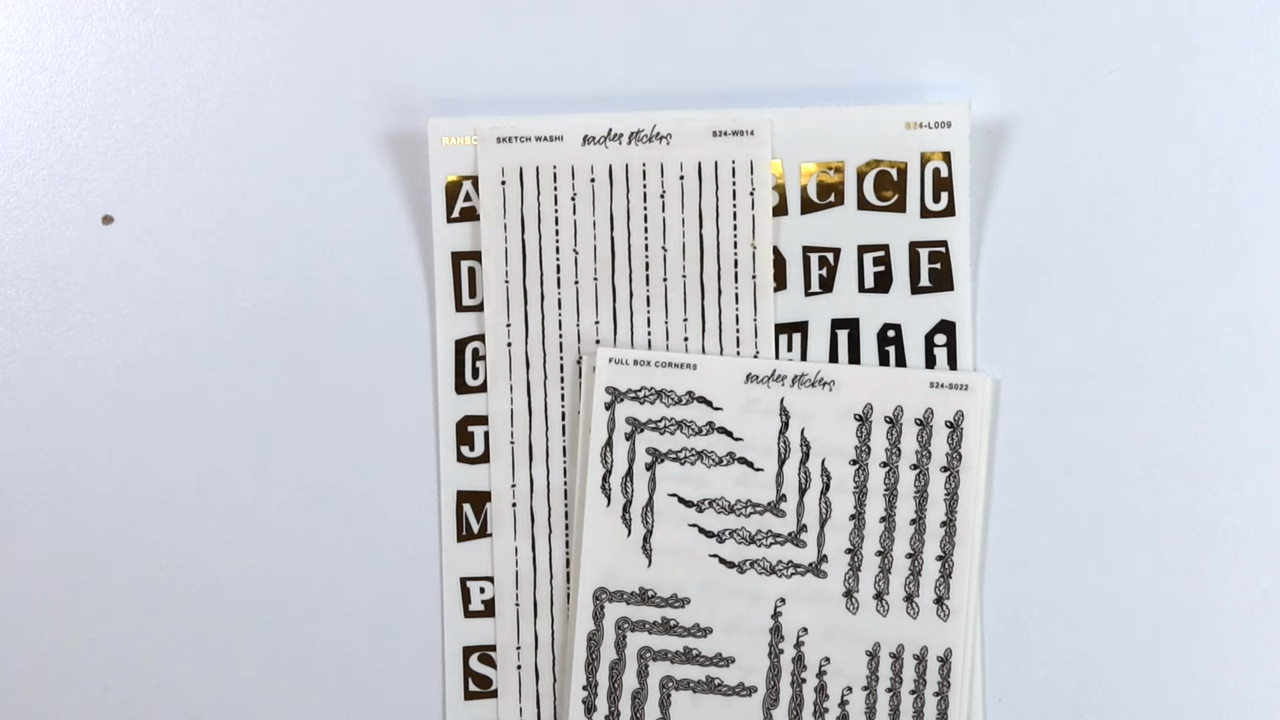 SKETCH WASHI sadies stickers S24-W014
S24-L009
A C C C
D F F F
G H I i i
J
M
P
S
FULL BOX CORNERS sadies stickers S24-S022